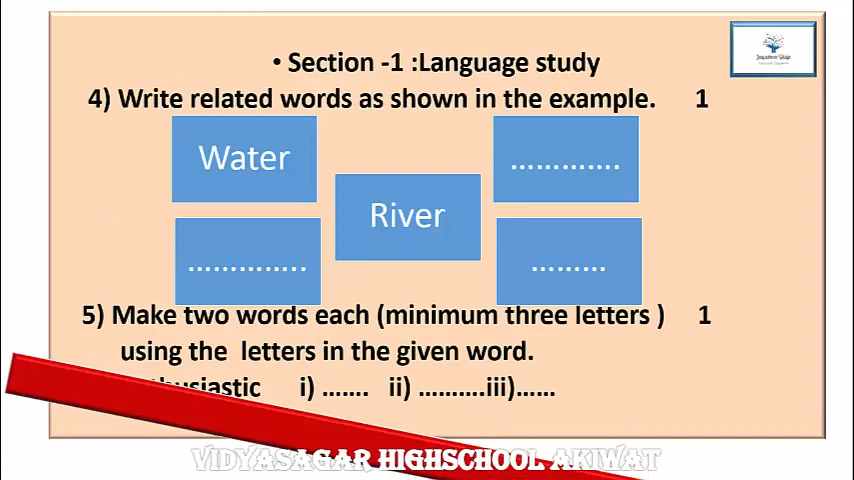 • Section -1 :Language study
4) Write related words as shown in the example. 1
Water
………….
River
…………..
………
5) Make two words each (minimum three letters ) 1
using the letters in the given word.
i) ……. ii) ……….iii)……
VIDYASAGAR HIGHSCHOOL AKIWAT